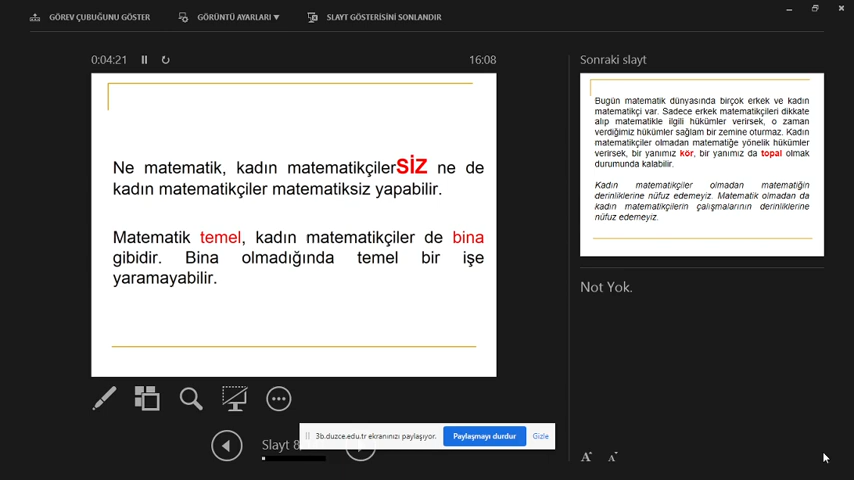 GÖREV ÇUBUĞUNU GÖSTER
GÖRÜNTÜ AYARLARI
SLAYT GÖSTERİSİNİ SONLANDIR
0:04:21
16:08
Ne matematik, kadın matematikçilerSİZ ne de
kadın matematikçiler matematiksiz yapabilir.
Matematik temel, kadın matematikçiler de bina
gibidir. Bina olmadığında temel bir işe
yaramayabilir.
Sonraki slayt
Bugün matematik dünyasında birçok erkek ve kadın
matematikçi var. Sadece erkek matematikçileri dikkate
alıp matematikle ilgili hükümler verirsek, o zaman
verdiğimiz hükümler sağlam bir zemine oturmaz. Kadın
matematikçiler olmadan matematiğe yönelik hükümler
verirsek, bir yanımız kör, bir yanımız da topal olmak
durumunda kalabilir.
Kadın matematikçiler olmadan matematiğin
derinliklerine nüfuz edemeyiz. Matematik olmadan da
kadın matematikçilerin çalışmalarının derinliklerine
nüfuz edemeyiz.
Not Yok.
3b.duzce.edu.tr ekranınızı paylaşıyor.
Paylaşmayı durdur
Gizle
Slayt 8
A
A